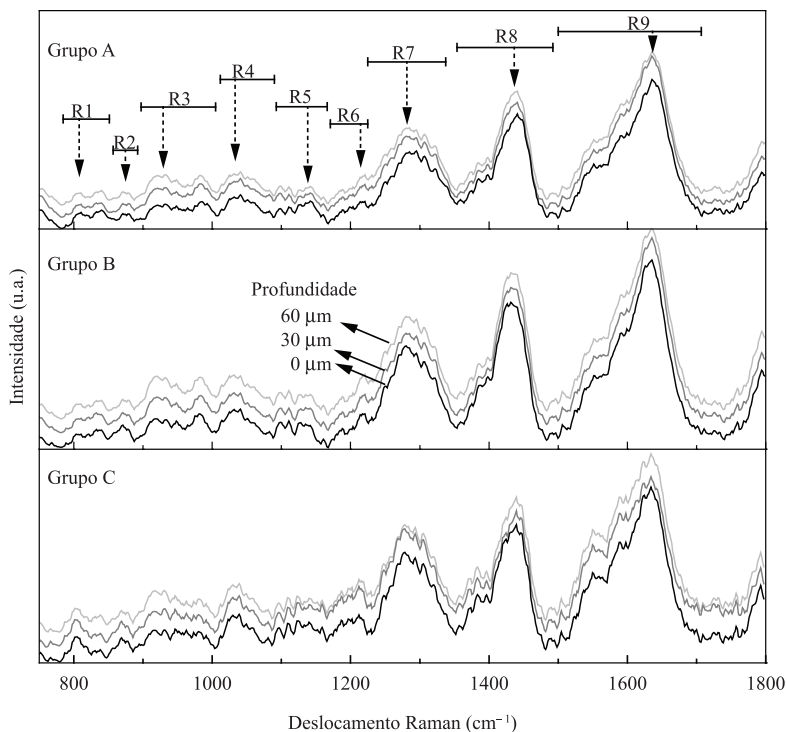 Grupo A
R1
R2
R3
R4
R5
R6
R7
R8
R9
Grupo B
Profundidade
60 µm
30 µm
0 µm
Grupo C
Intensidade (u.a.)
800 1000 1200 1400 1600 1800
Deslocamento Raman (cm⁻¹)